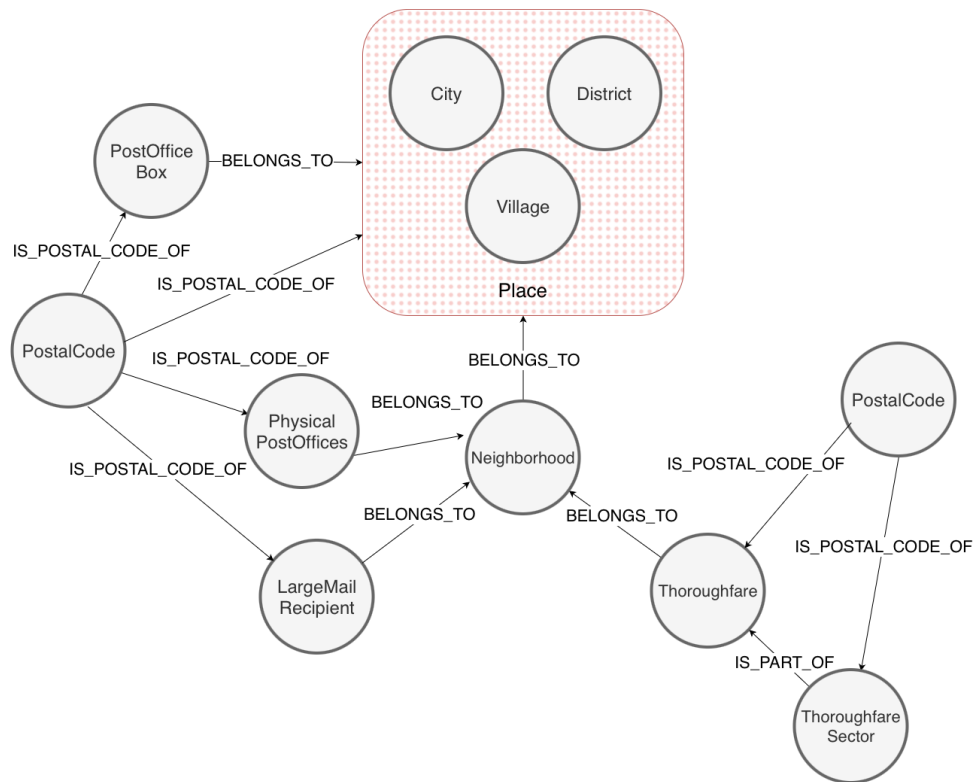 City
District
PostOffice
Box
BELONGS_TO
Village
IS_POSTAL_CODE_OF
IS_POSTAL_CODE_OF
Place
PostalCode
IS_POSTAL_CODE_OF
BELONGS_TO
PostalCode
BELONGS_TO
Physical
PostOffices
Neighborhood
IS_POSTAL_CODE_OF
IS_POSTAL_CODE_OF
BELONGS_TO
BELONGS_TO
IS_POSTAL_CODE_OF
LargeMail
Recipient
Thoroughfare
IS_PART_OF
Thoroughfare
Sector